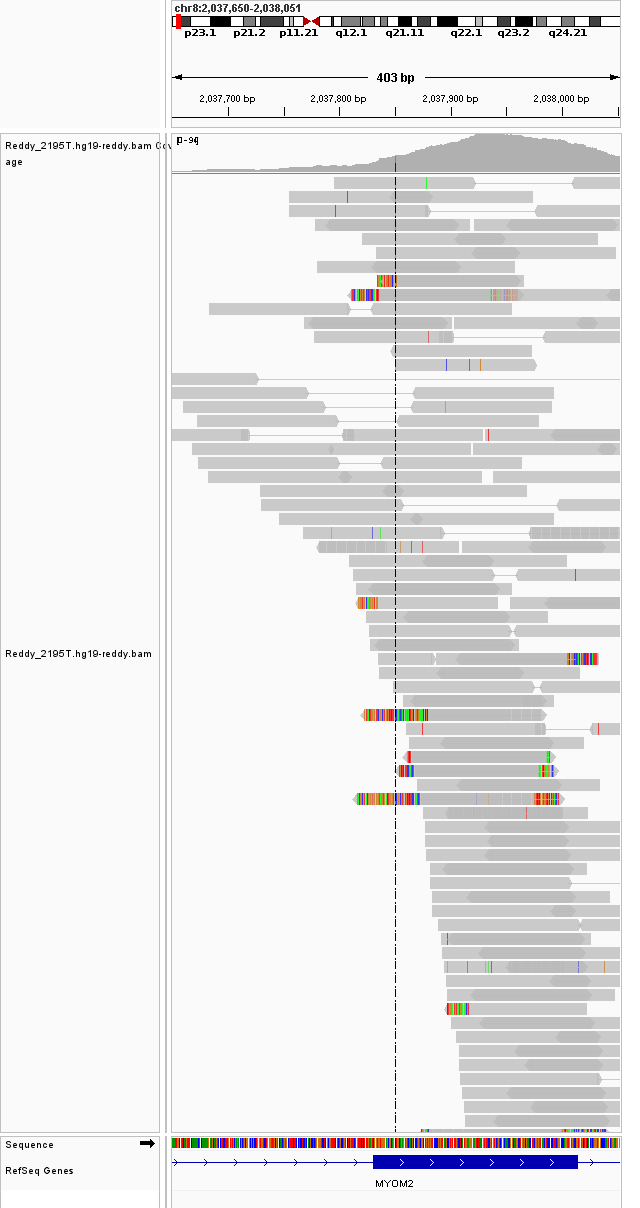 chr8:2,037,650-2,038,051
p23.1 p21.2 p11.21 q12.1 q21.11 q22.1 q23.2 q24.21
403 bp
2,037,700 bp 2,037,800 bp 2,037,900 bp 2,038,000 bp
Reddy_2195T.hg19-reddy.bam Cov
age
Reddy_2195T.hg19-reddy.bam
Sequence
RefSeq Genes
MYOM2